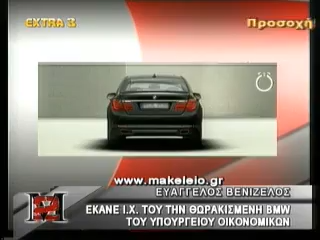 EXTRA 3
Προσοχή
www.makeleio.gr
ΕΥΑΓΓΕΛΟΣ ΒΕΝΙΖΕΛΟΣ
ΕΚΑΝΕ Ι.Χ. ΤΟΥ ΤΗΝ ΘΩΡΑΚΙΣΜΕΝΗ BMW
ΤΟΥ ΥΠΟΥΡΓΕΙΟΥ ΟΙΚΟΝΟΜΙΚΩΝ